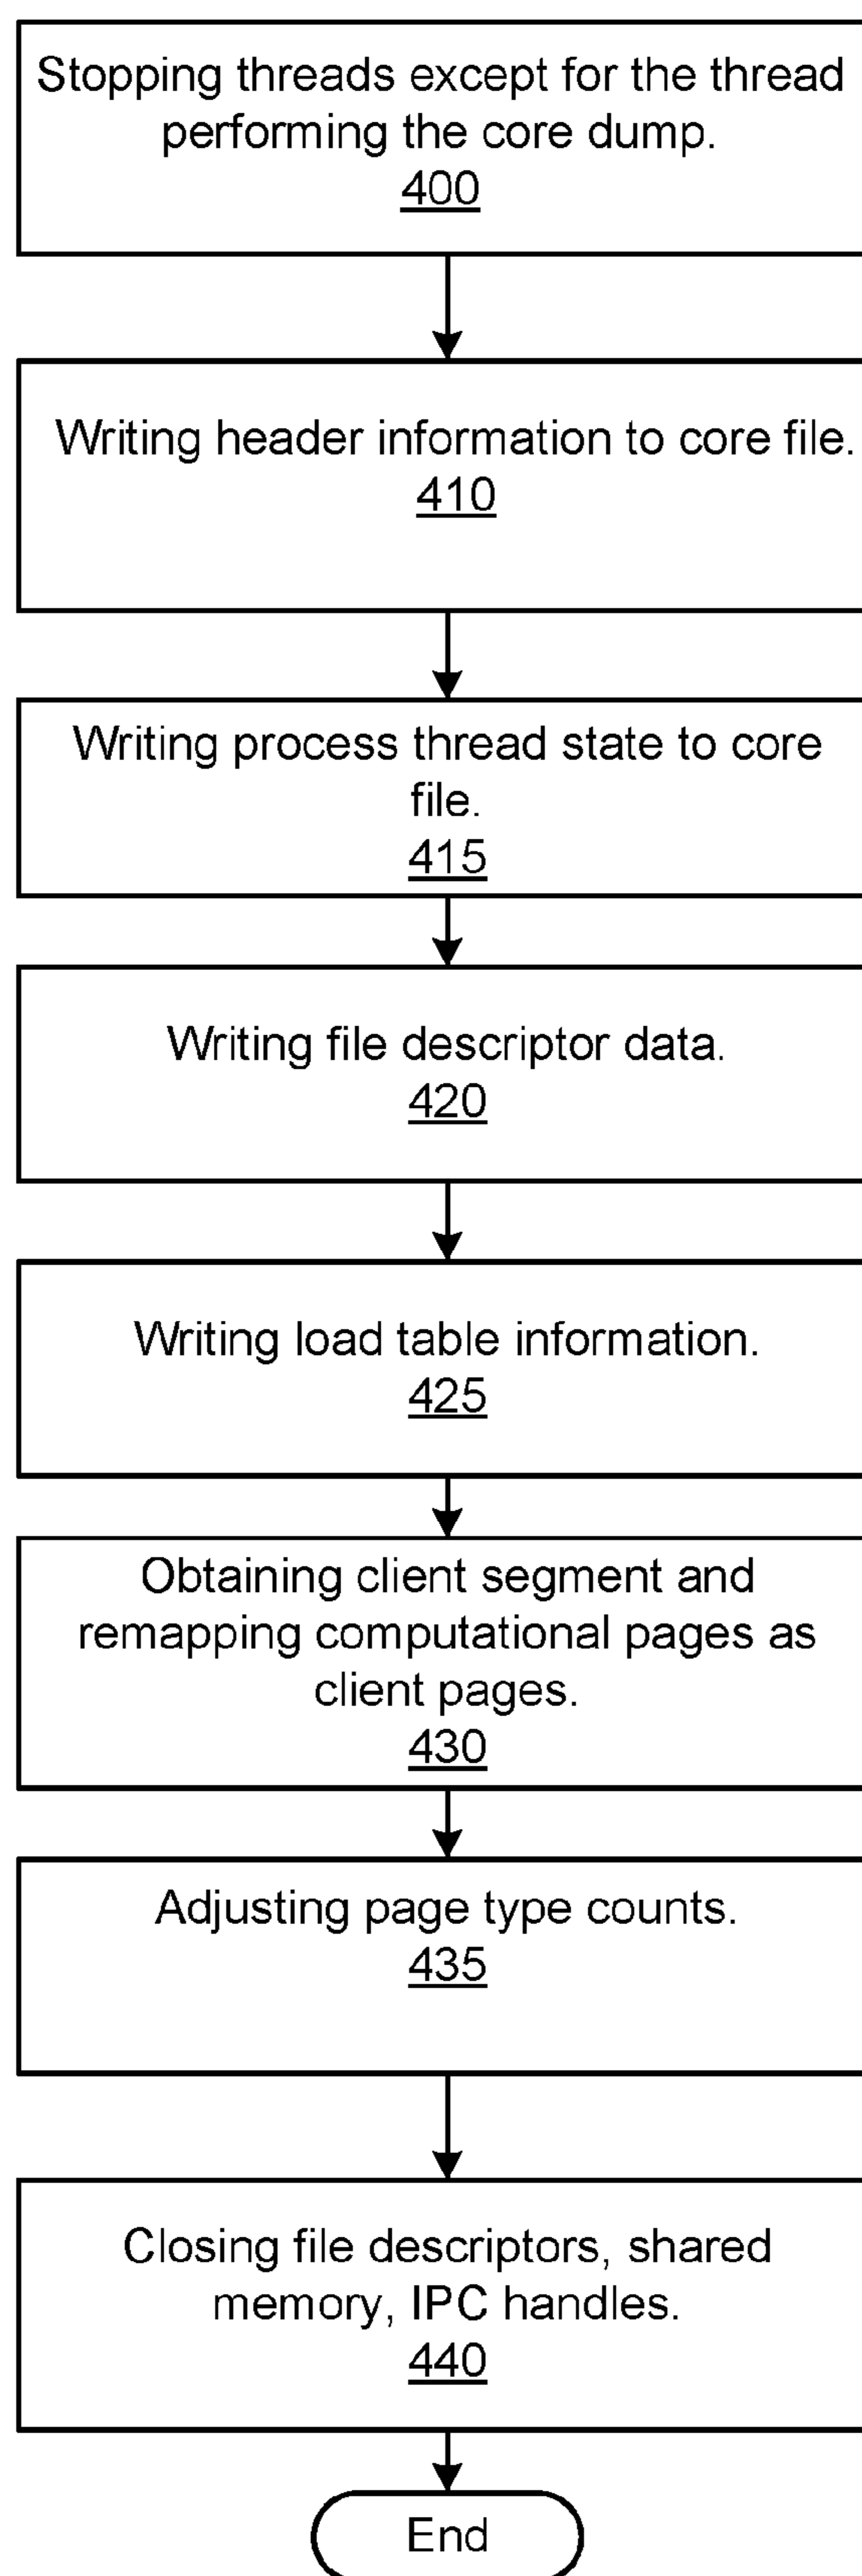 Stopping threads except for the thread
performing the core dump.
400
Writing header information to core file.
410
Writing process thread state to core
file.
415
Writing file descriptor data.
420
Writing load table information.
425
Obtaining client segment and
remapping computational pages as
client pages.
430
Adjusting page type counts.
435
Closing file descriptors, shared
memory, IPC handles.
440
End